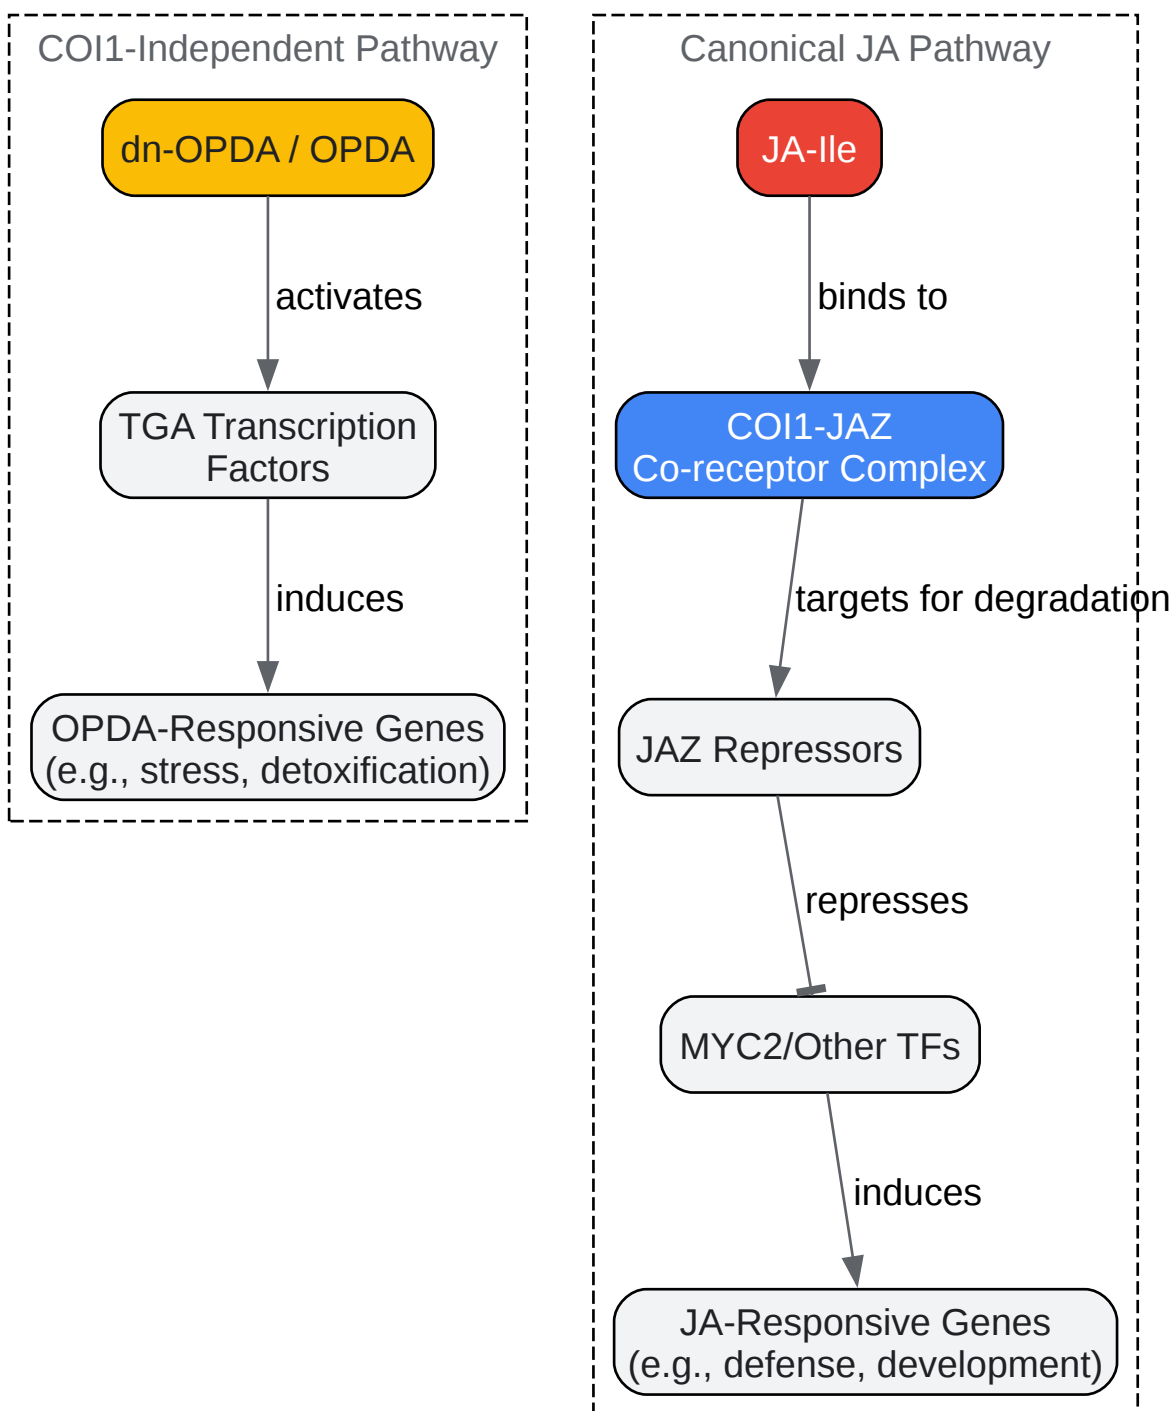 COI1-Independent Pathway
dn-OPDA / OPDA
activates
TGA Transcription
Factors
induces
OPDA-Responsive Genes
(e.g., stress, detoxification)
Canonical JA Pathway
JA-Ile
binds to
COI1-JAZ
Co-receptor Complex
targets for degradation
JAZ Repressors
represses
MYC2/Other TFs
induces
JA-Responsive Genes
(e.g., defense, development)